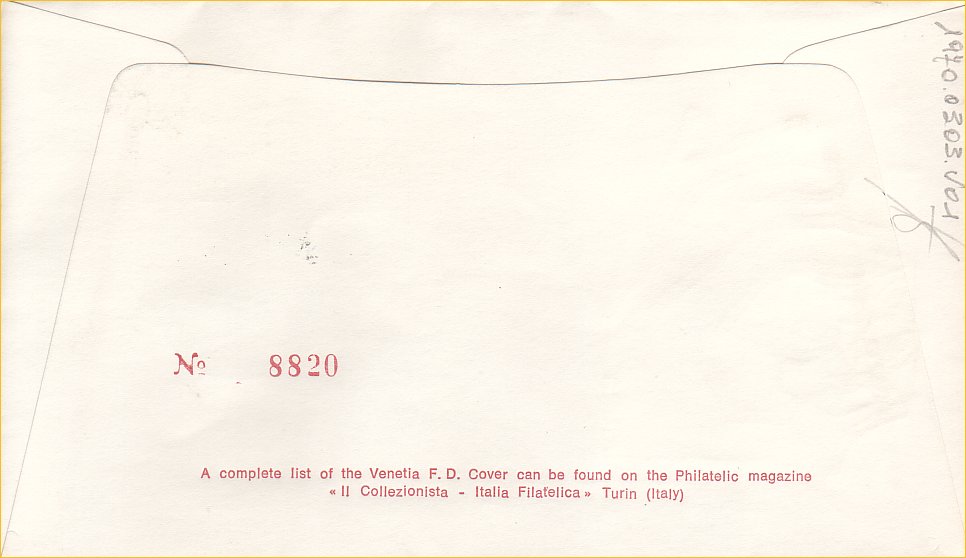 1970.0303.Var
№ 8820
A complete list of the Venetia F. D. Cover can be found on the Philatelic magazine
« Il Collezionista - Italia Filatelica » Turin (Italy)